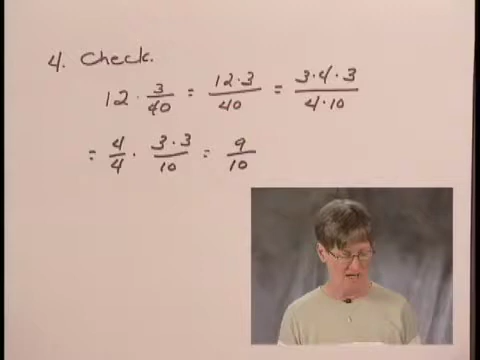 4. Check.
12 · 3/40 = 12·3/40 = 3·4·3/4·10
= 4/4 · 3·3/10 = 9/10